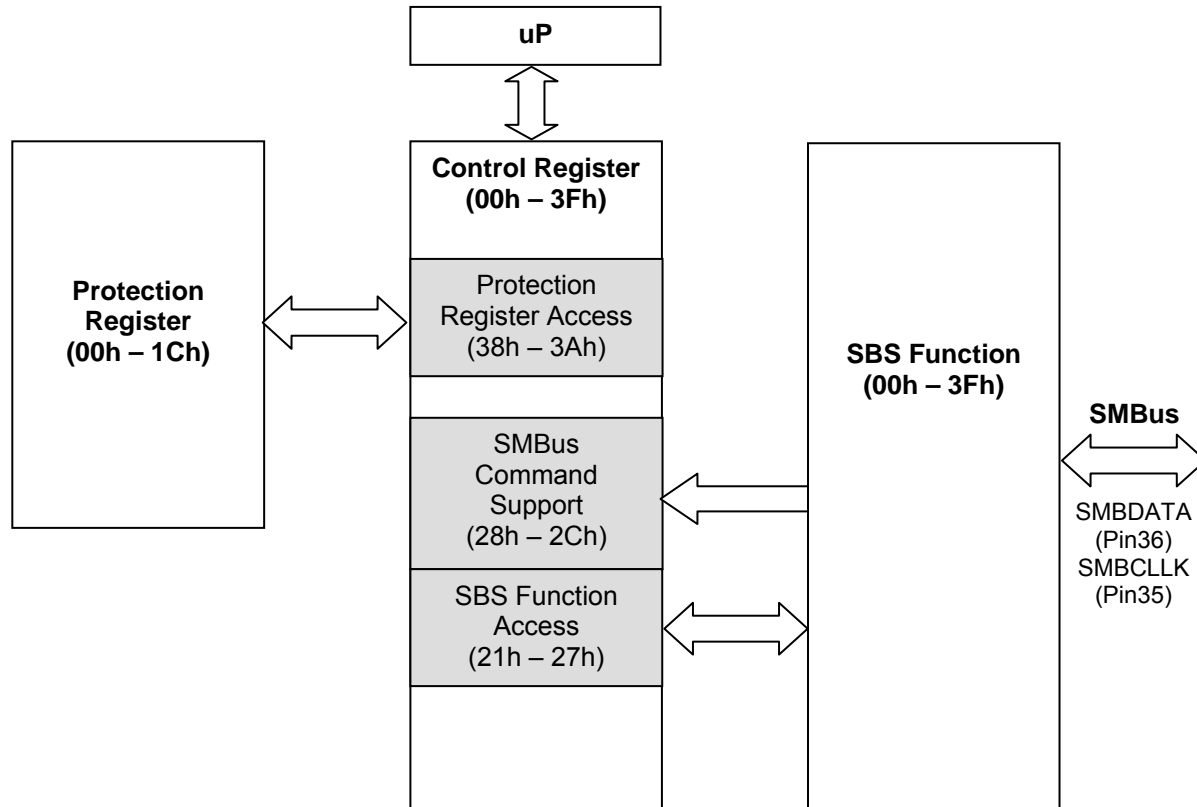 uP
Control Register
(00h – 3Fh)
Protection
Register
(00h – 1Ch)
Protection
Register Access
(38h – 3Ah)
SMBus
Command
Support
(28h – 2Ch)
SBS Function
Access
(21h – 27h)
SBS Function
(00h – 3Fh)
SMBus
SMBDATA
(Pin36)
SMBCLLK
(Pin35)